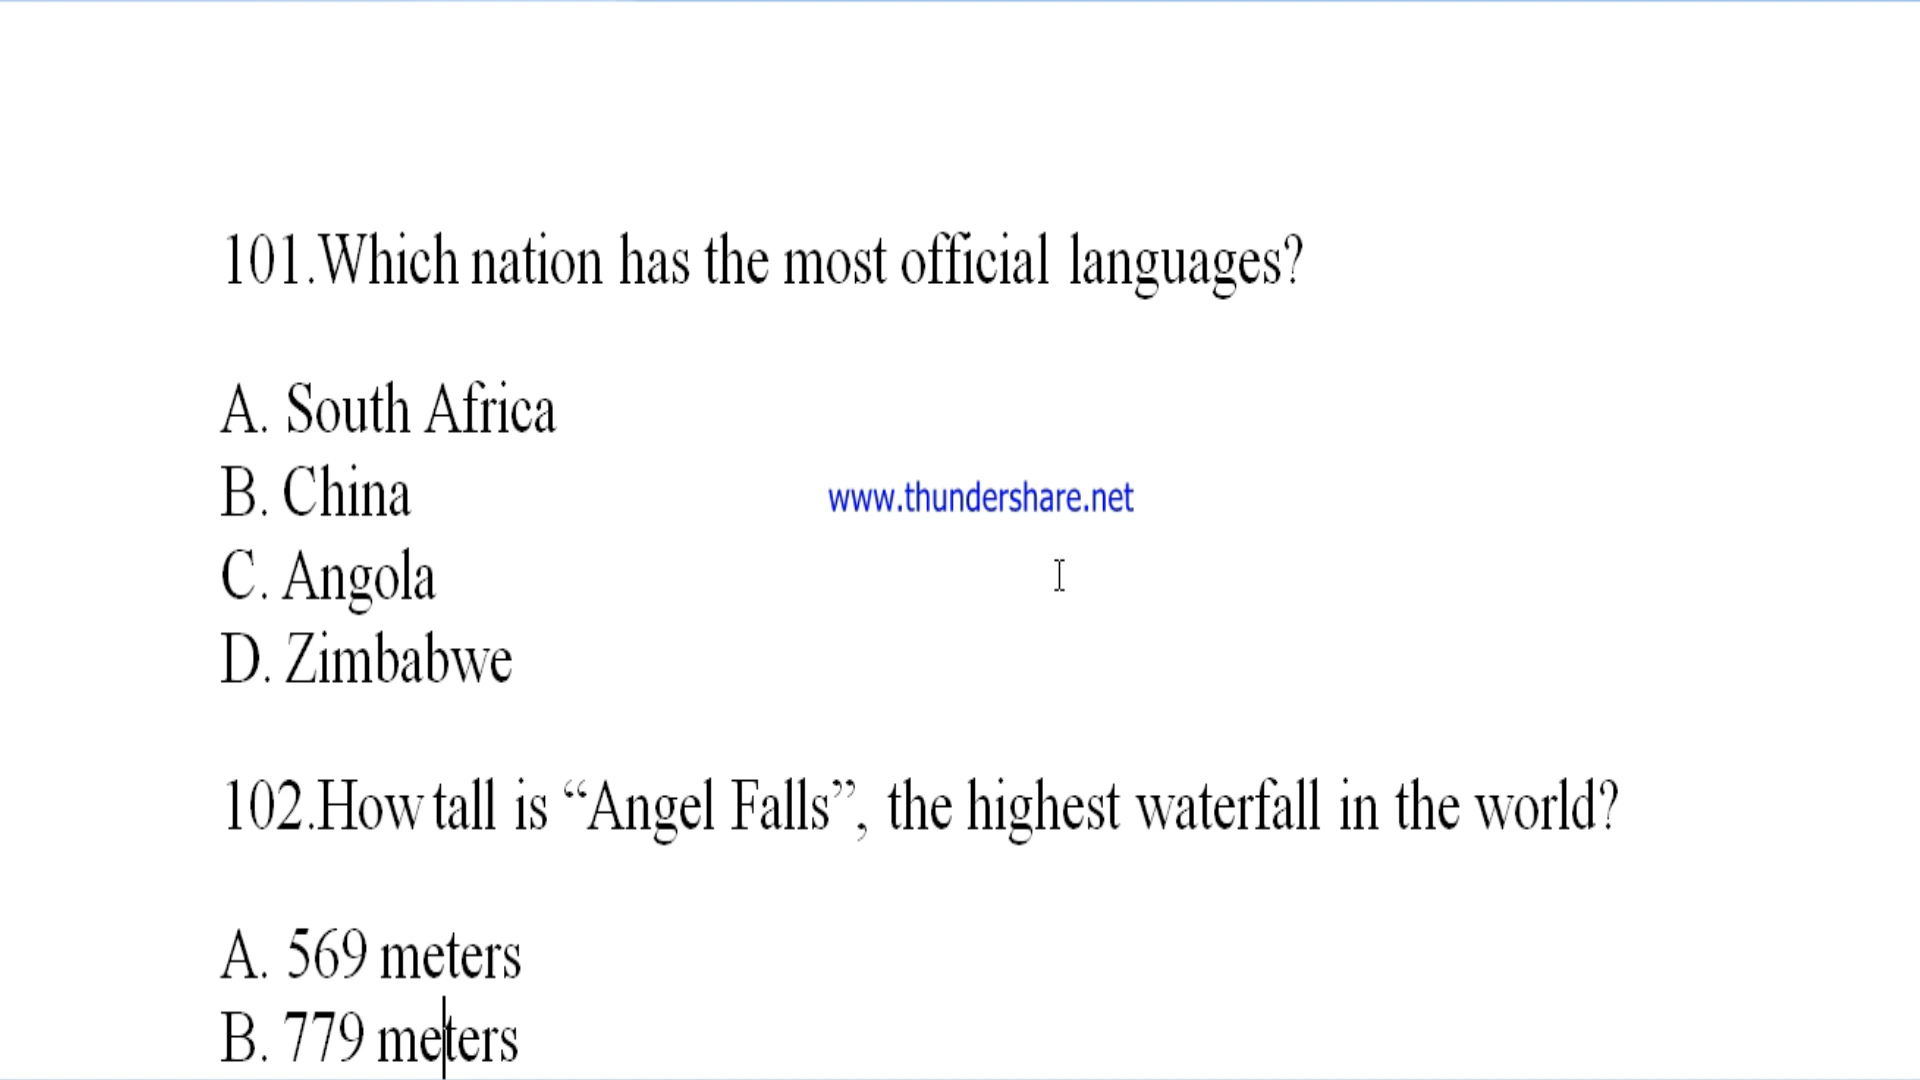 101.Which nation has the most official languages?
A. South Africa
B. China
www.thundershare.net
C. Angola
D. Zimbabwe
102.How tall is “Angel Falls”, the highest waterfall in the world?
A. 569 meters
B. 779 meters